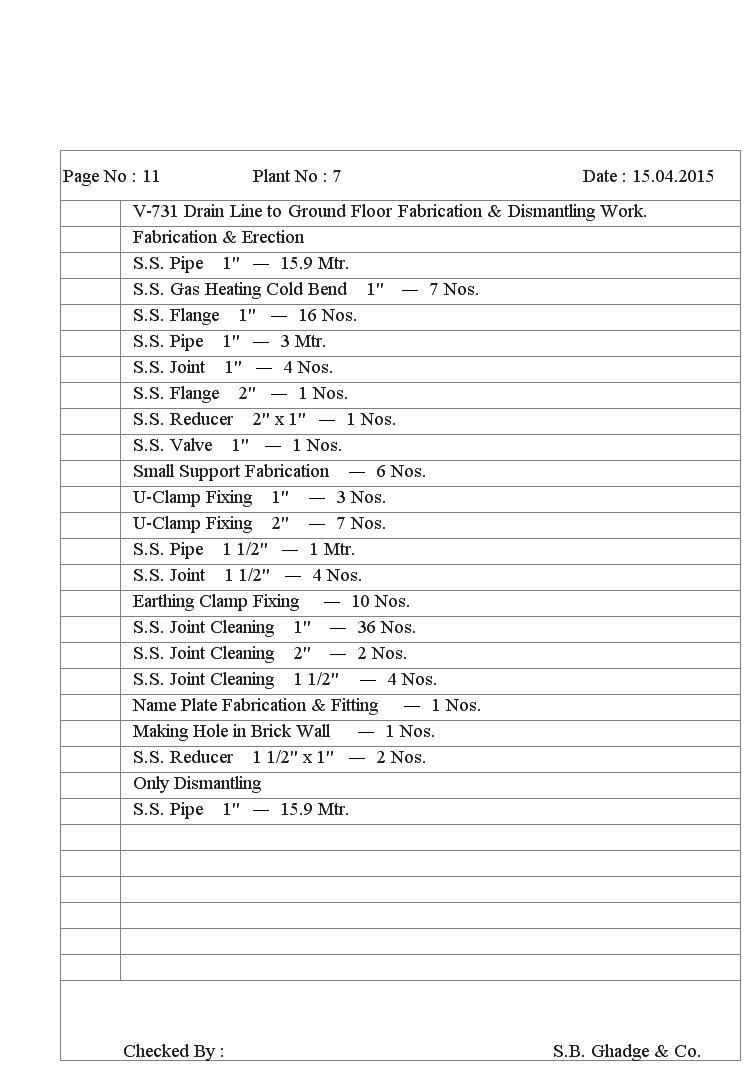 Page No : 11 Plant No : 7 Date : 15.04.2015
V-731 Drain Line to Ground Floor Fabrication & Dismantling Work.
Fabrication & Erection
S.S. Pipe 1" — 15.9 Mtr.
S.S. Gas Heating Cold Bend 1" — 7 Nos.
S.S. Flange 1" — 16 Nos.
S.S. Pipe 1" — 3 Mtr.
S.S. Joint 1" — 4 Nos.
S.S. Flange 2" — 1 Nos.
S.S. Reducer 2" x 1" — 1 Nos.
S.S. Valve 1" — 1 Nos.
Small Support Fabrication — 6 Nos.
U-Clamp Fixing 1" — 3 Nos.
U-Clamp Fixing 2" — 7 Nos.
S.S. Pipe 1 1/2" — 1 Mtr.
S.S. Joint 1 1/2" — 4 Nos.
Earthing Clamp Fixing — 10 Nos.
S.S. Joint Cleaning 1" — 36 Nos.
S.S. Joint Cleaning 2" — 2 Nos.
S.S. Joint Cleaning 1 1/2" — 4 Nos.
Name Plate Fabrication & Fitting — 1 Nos.
Making Hole in Brick Wall — 1 Nos.
S.S. Reducer 1 1/2" x 1" — 2 Nos.
Only Dismantling
S.S. Pipe 1" — 15.9 Mtr.
Checked By : S.B. Ghadge & Co.